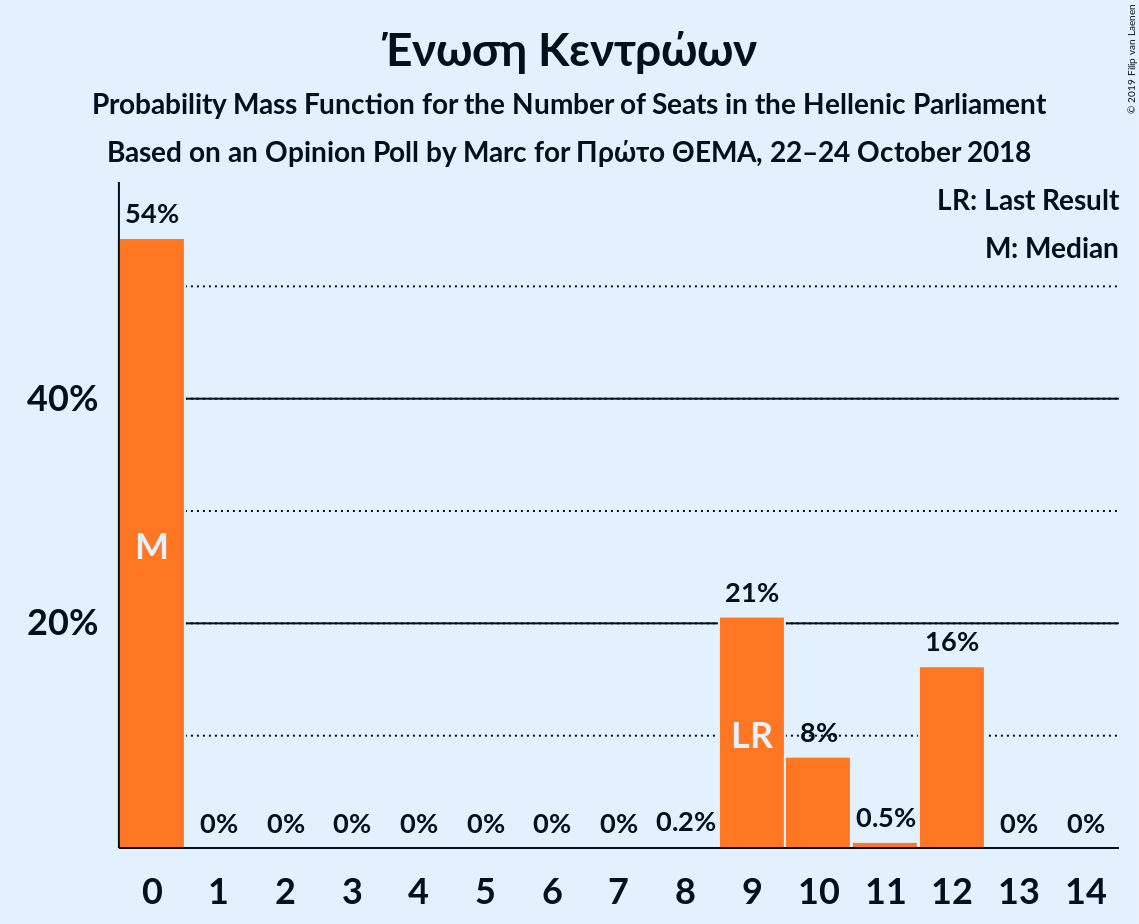 Ένωση Κεντρώων
Probability Mass Function for the Number of Seats in the Hellenic Parliament
Based on an Opinion Poll by Marc for Πρώτο ΘΕΜΑ, 22–24 October 2018
© 2019 Filip van Laenen
LR: Last Result
M: Median
54%
40%
M
21%
20%
16%
LR
8%
0% 0% 0% 0% 0% 0% 0% 0.2% 0.5% 0% 0%
0 1 2 3 4 5 6 7 8 9 10 11 12 13 14